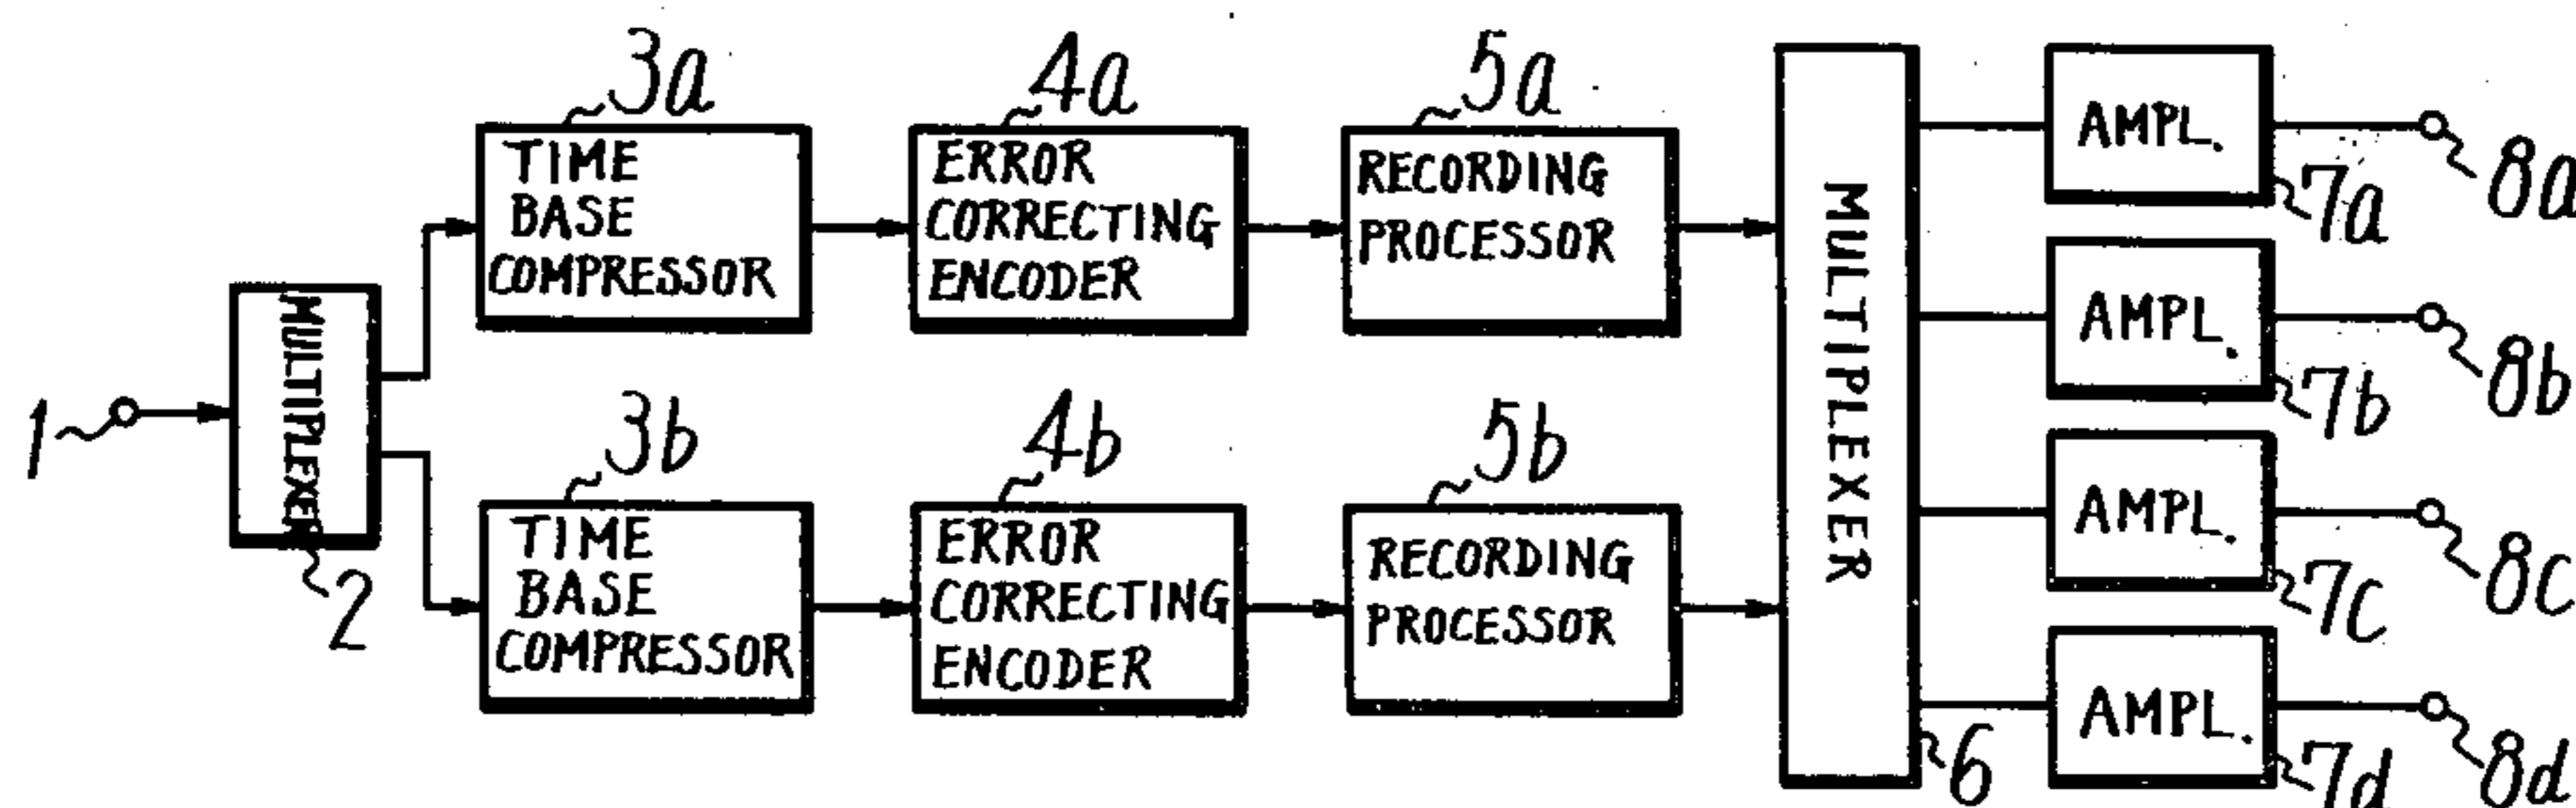 1
MULTIPLEXER
2
3a
TIME
BASE
COMPRESSOR
4a
ERROR
CORRECTING
ENCODER
5a
RECORDING
PROCESSOR
3b
TIME
BASE
COMPRESSOR
4b
ERROR
CORRECTING
ENCODER
5b
RECORDING
PROCESSOR
MULTIPLEXER
6
AMPL.
7a
8a
AMPL.
7b
8b
AMPL.
7c
8c
AMPL.
7d
8d